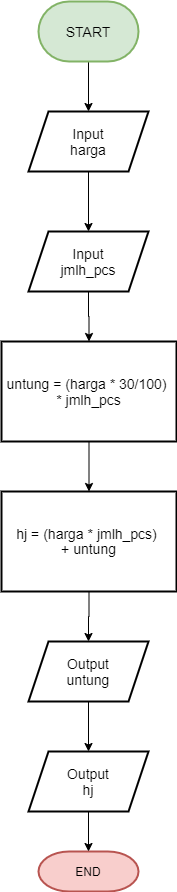 START
Input
harga
Input
jmlh_pcs
untung = (harga * 30/100)
* jmlh_pcs
hj = (harga * jmlh_pcs)
+ untung
Output
untung
Output
hj
END